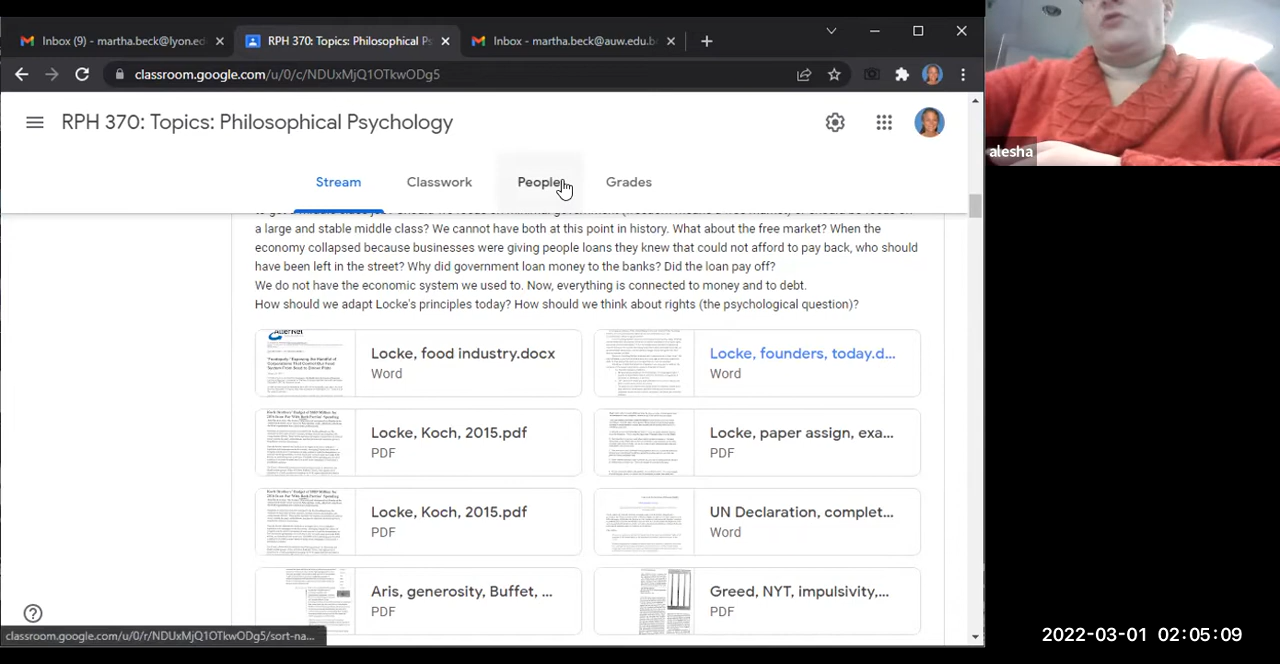 Inbox (9) - martha.beck@lyon.ed
RPH 370: Topics: Philosophical P
Inbox - martha.beck@auw.edu.b
classroom.google.com/u/0/c/NDUxMjQ1OTkwODg5
RPH 370: Topics: Philosophical Psychology
Stream
Classwork
People
Grades
a large and stable middle class? We cannot have both at this point in history. What about the free market? When the
economy collapsed because businesses were giving people loans they knew that could not afford to pay back, who should
have been left in the street? Why did government loan money to the banks? Did the loan pay off?
We do not have the economic system we used to. Now, everything is connected to money and to debt.
How should we adapt Locke's principles today? How should we think about rights (the psychological question)?
food industry.docx
Word
founders, today.d...
Word
Locke, Koch, 2015.pdf
PDF
paper assign, exa...
PDF
Locke, Koch, 2015.pdf
PDF
UN Declaration, complet...
Word
Aris, generosity, Buffet, ...
PDF
Greed, NYT, impulsivity,...
PDF
classroom.google.com/u/0/r/NDUxMjQ1OTkwODg5/sort-na...
alesha
2022-03-01 02:05:09